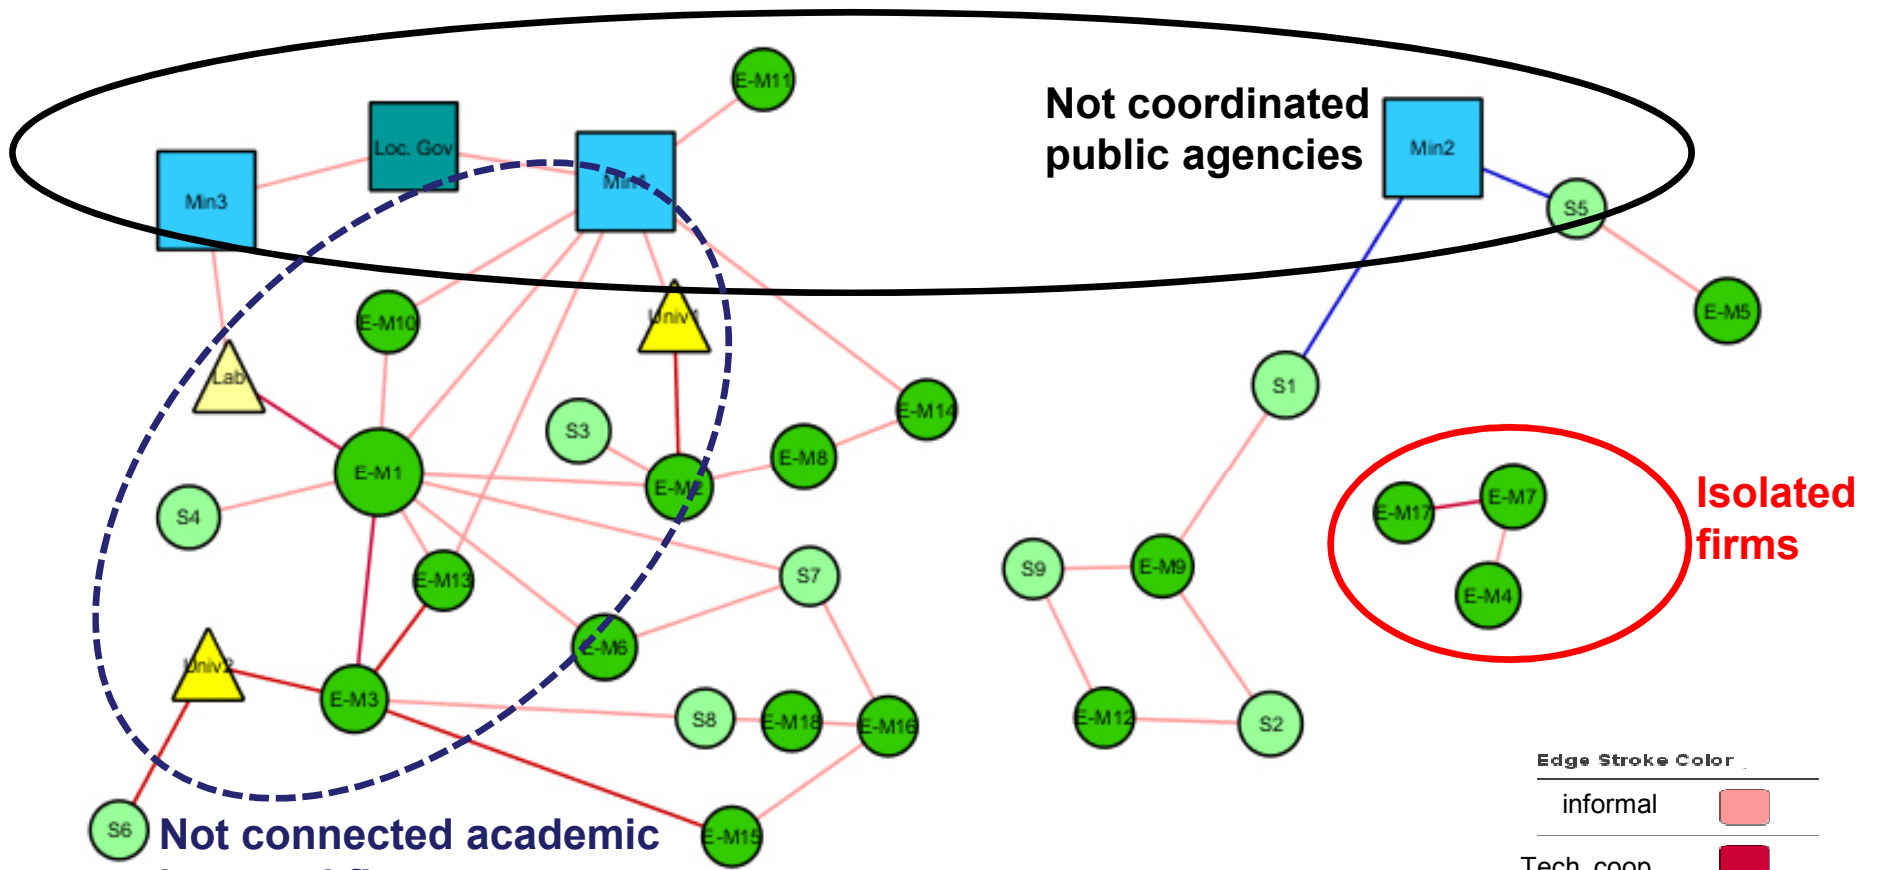 E-M11
Not coordinated
public agencies
Loc. Gov
Min2
Min3
S5
E-M10
Univ1
E-M5
Lab
S1
E-M14
S3
E-M8
E-M1
E-M2
Isolated
firms
E-M7
E-M17
S4
S7
S9
E-M9
E-M13
E-M4
E-M6
Univ2
E-M3
S8
E-M18
E-M16
E-M12
S2
Edge Stroke Color
informal
S6
Not connected academic
E-M15
Tech. coop